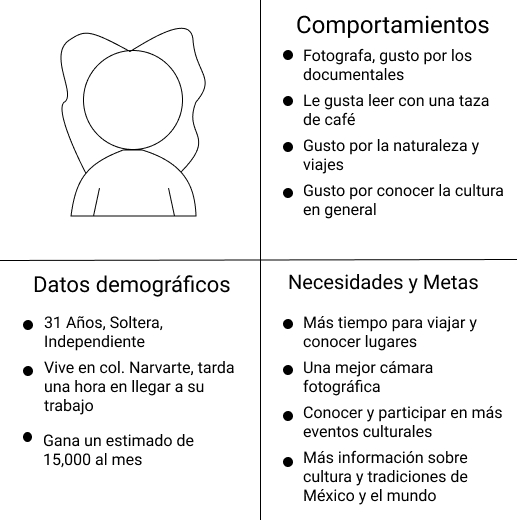 Comportamientos
Fotografa, gusto por los
documentales
Le gusta leer con una taza
de café
Gusto por la naturaleza y
viajes
Gusto por conocer la cultura
en general
Datos demográficos
31 Años, Soltera,
Independiente
Vive en col. Narvarte, tarda
una hora en llegar a su
trabajo
Gana un estimado de
15,000 al mes
Necesidades y Metas
Más tiempo para viajar y
conocer lugares
Una mejor cámara
fotográfica
Conocer y participar en más
eventos culturales
Más información sobre
cultura y tradiciones de
México y el mundo